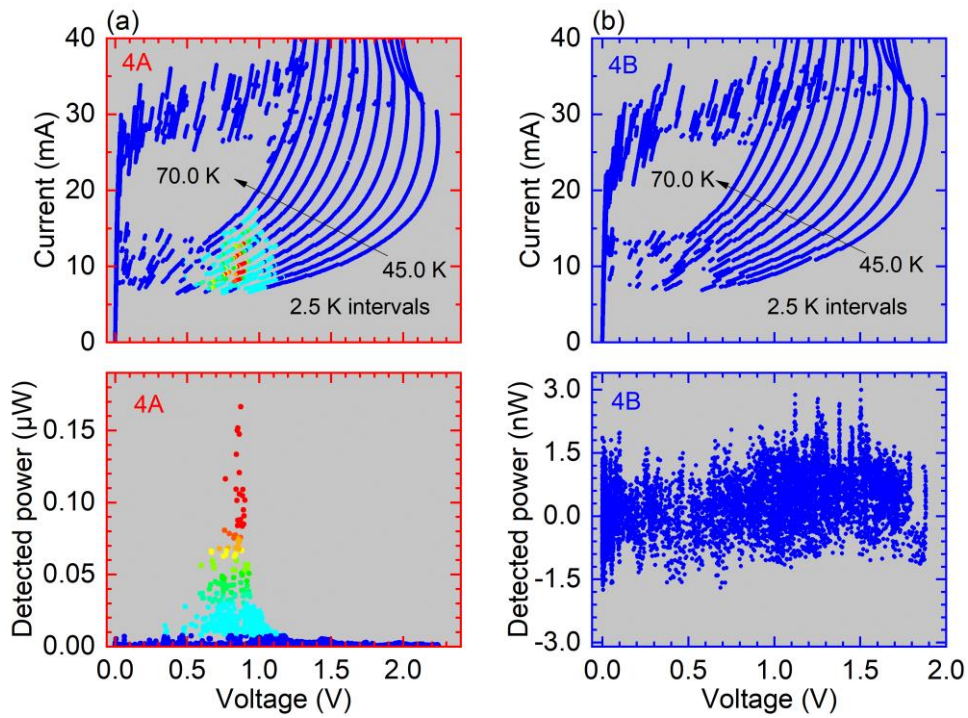 (a)
(b)
4A
4B
40
30
20
10
0
Current (mA)
70.0 K
45.0 K
2.5 K intervals
40
30
20
10
0
Current (mA)
70.0 K
45.0 K
2.5 K intervals
4A
0.15
0.10
0.05
0.00
Detected power (µW)
0.0 0.5 1.0 1.5 2.0
Voltage (V)
4B
3.0
1.5
0.0
-1.5
-3.0
Detected power (nW)
0.0 0.5 1.0 1.5 2.0
Voltage (V)